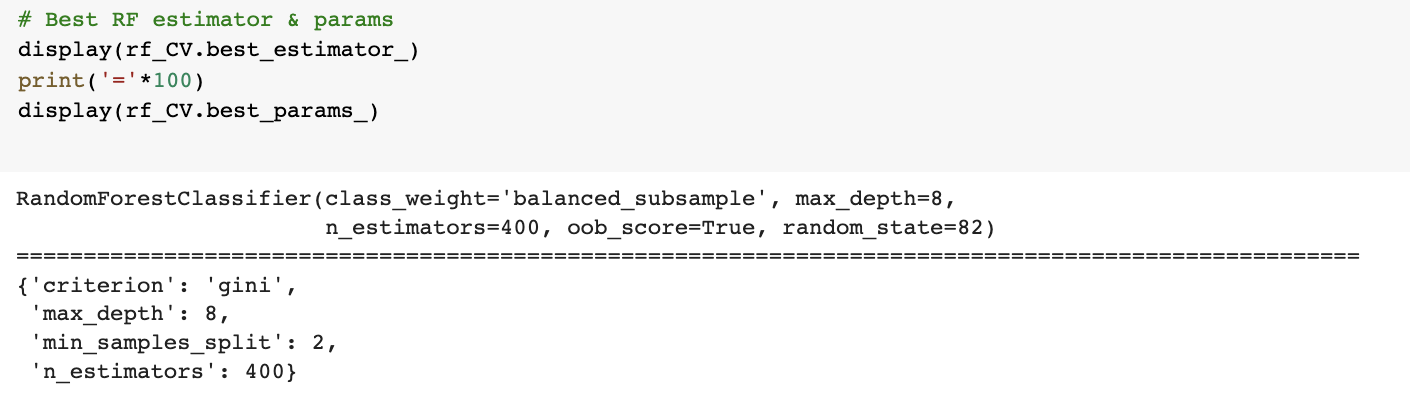 # Best RF estimator & params
display(rf_CV.best_estimator_)
print('='*100)
display(rf_CV.best_params_)
RandomForestClassifier(class_weight='balanced_subsample', max_depth=8,
n_estimators=400, oob_score=True, random_state=82)
====================================================================================================
{'criterion': 'gini',
'max_depth': 8,
'min_samples_split': 2,
'n_estimators': 400}